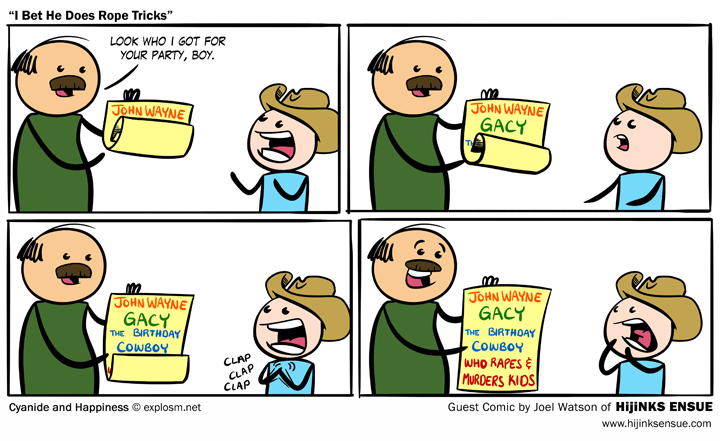 "I Bet He Does Rope Tricks"
LOOK WHO I GOT FOR
YOUR PARTY, BOY.
JOHN WAYNE
JOHN WAYNE
GACY
TH
JOHN WAYNE
GACY
THE BIRTHDAY
COWBOY
CLAP
CLAP
CLAP
JOHN WAYNE
GACY
THE BIRTHDAY
COWBOY
WHO RAPES &
MURDERS KIDS
Cyanide and Happiness © explosm.net
Guest Comic by Joel Watson of HijiNKS ENSUE
www.hijinksensue.com